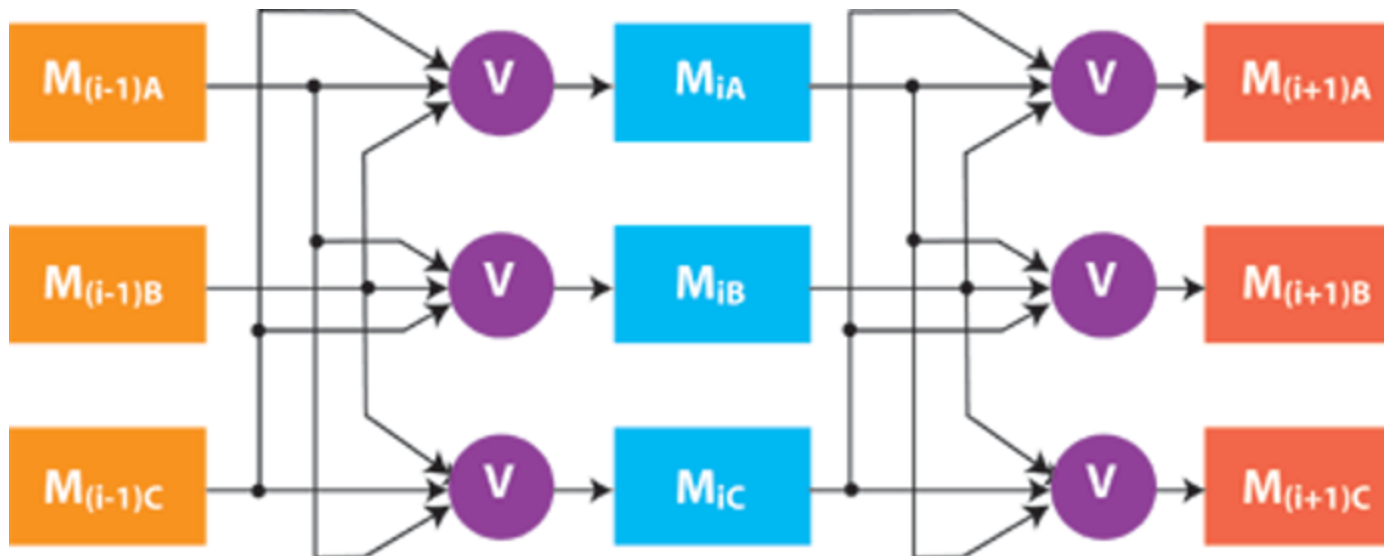 M(i-1)A V MiA V M(i+1)A
M(i-1)B V MiB V M(i+1)B
M(i-1)C V MiC V M(i+1)C